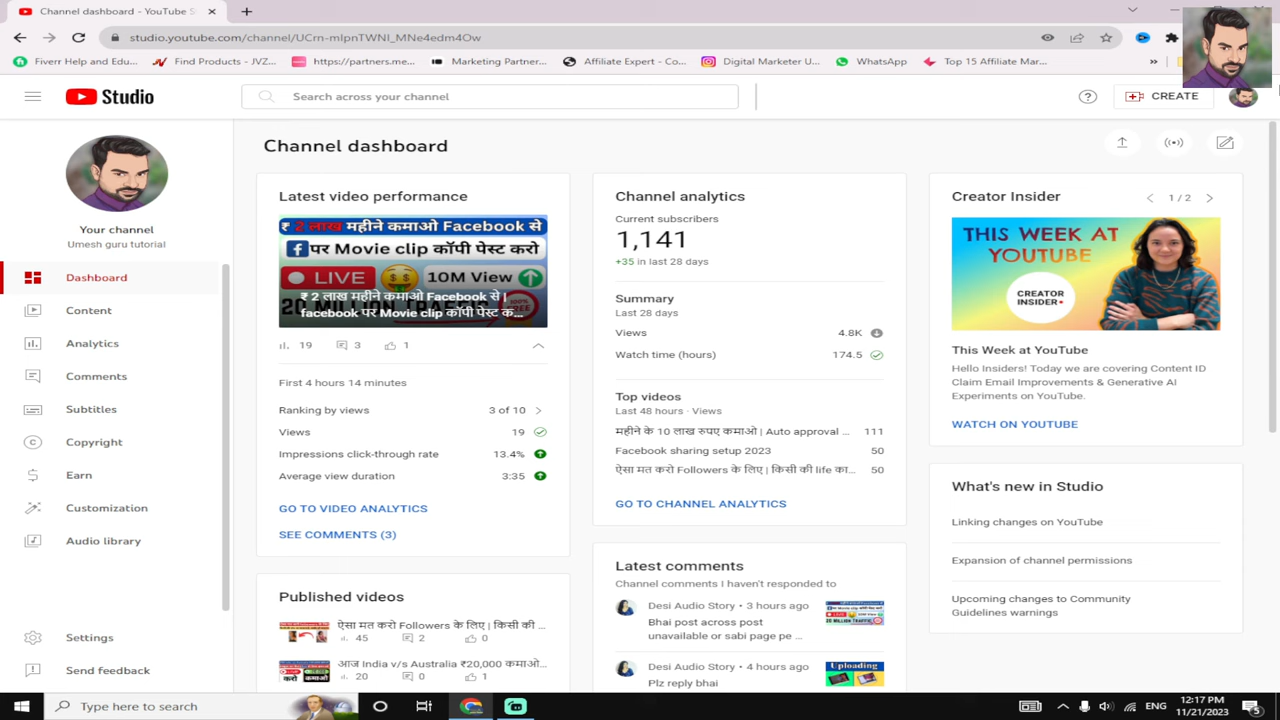 Channel dashboard - YouTube S
studio.youtube.com/channel/UCrn-mIpnTWNI_MNe4edm4Ow
Fiverr Help and Edu... Find Products - JVZ... https://partners.me... Marketing Partner... Affiliate Expert - Co... Digital Marketer U... WhatsApp Top 15 Affiliate Mar...
Studio
Search across your channel
CREATE
Your channel
Umesh guru tutorial
Dashboard
Content
Analytics
Comments
Subtitles
Copyright
Earn
Customization
Audio library
Settings
Send feedback
Channel dashboard
Latest video performance
₹ 2 लाख महीने कमाओ Facebook से
पर Movie clip कॉपी पेस्ट करो
LIVE 10M View
₹ 2 लाख महीने कमाओ Facebook से |
facebook पर Movie clip कॉपी पेस्ट क...
19 3 1
First 4 hours 14 minutes
Ranking by views 3 of 10
Views 19
Impressions click-through rate 13.4%
Average view duration 3:35
GO TO VIDEO ANALYTICS
SEE COMMENTS (3)
Published videos
ऐसा मत करो Followers के लिए | किसी की ...
45 2 0
आज India v/s Australia ₹20,000 कमाओ...
20 0 1
Channel analytics
Current subscribers
1,141
+35 in last 28 days
Summary
Last 28 days
Views 4.8K
Watch time (hours) 174.5
Top videos
Last 48 hours · Views
महीने के 10 लाख रुपए कमाओ | Auto approval ... 111
Facebook sharing setup 2023 50
ऐसा मत करो Followers के लिए | किसी की life का... 50
GO TO CHANNEL ANALYTICS
Latest comments
Channel comments I haven't responded to
Desi Audio Story • 3 hours ago
Bhai post across post
unavailable or sabi page pe ...
Desi Audio Story • 4 hours ago
Plz reply bhai
Uploading
Creator Insider
1 / 2
THIS WEEK AT
YOUTUBE
CREATOR
INSIDER
This Week at YouTube
Hello Insiders! Today we are covering Content ID
Claim Email Improvements & Generative AI
Experiments on YouTube.
WATCH ON YOUTUBE
What's new in Studio
Linking changes on YouTube
Expansion of channel permissions
Upcoming changes to Community
Guidelines warnings
Type here to search
ENG
12:17 PM
11/21/2023
5